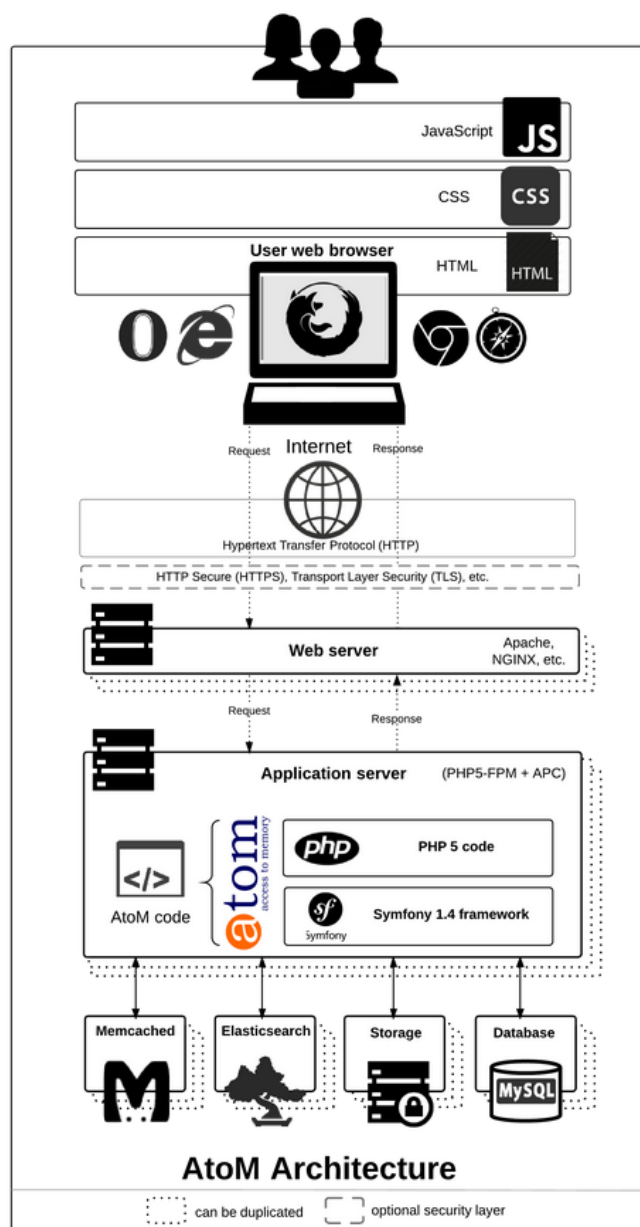 JavaScript
JS
CSS
CSS
User web browser
HTML
HTML
Request
Internet
Response
Hypertext Transfer Protocol (HTTP)
HTTP Secure (HTTPS), Transport Layer Security (TLS), etc.
Web server
Apache,
NGINX, etc.
Request
Response
Application server
(PHP5-FPM + APC)
</>
AtoM code
atom
access to memory
php
PHP 5 code
sf
Symfony
Symfony 1.4 framework
Memcached
Elasticsearch
Storage
Database
MySQL
AtoM Architecture
can be duplicated
optional security layer